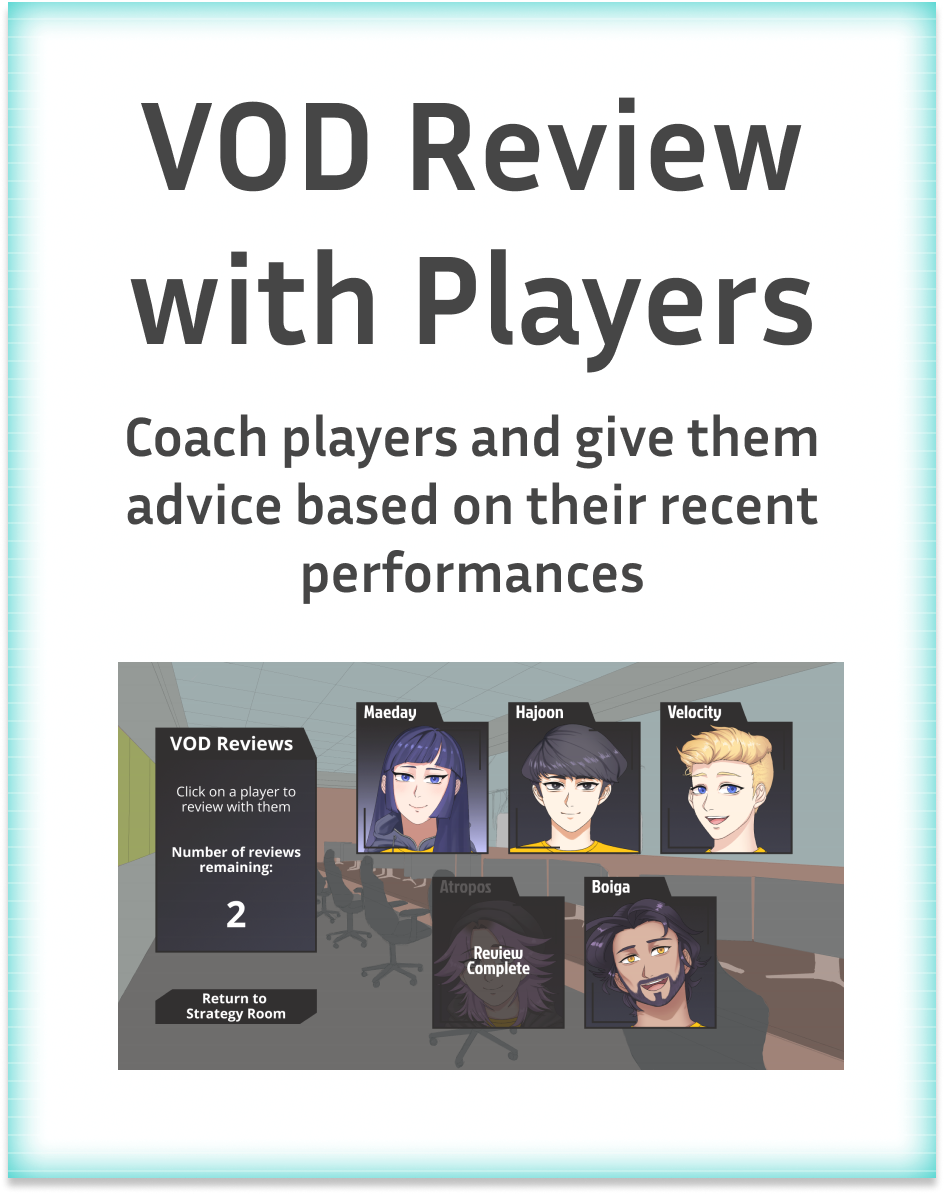 VOD Review
with Players
Coach players and give them
advice based on their recent
performances
VOD Reviews
Click on a player to
review with them
Number of reviews
remaining:
2
Return to
Strategy Room
Maeday
Hajoon
Velocity
Atropos
Review
Complete
Boiga